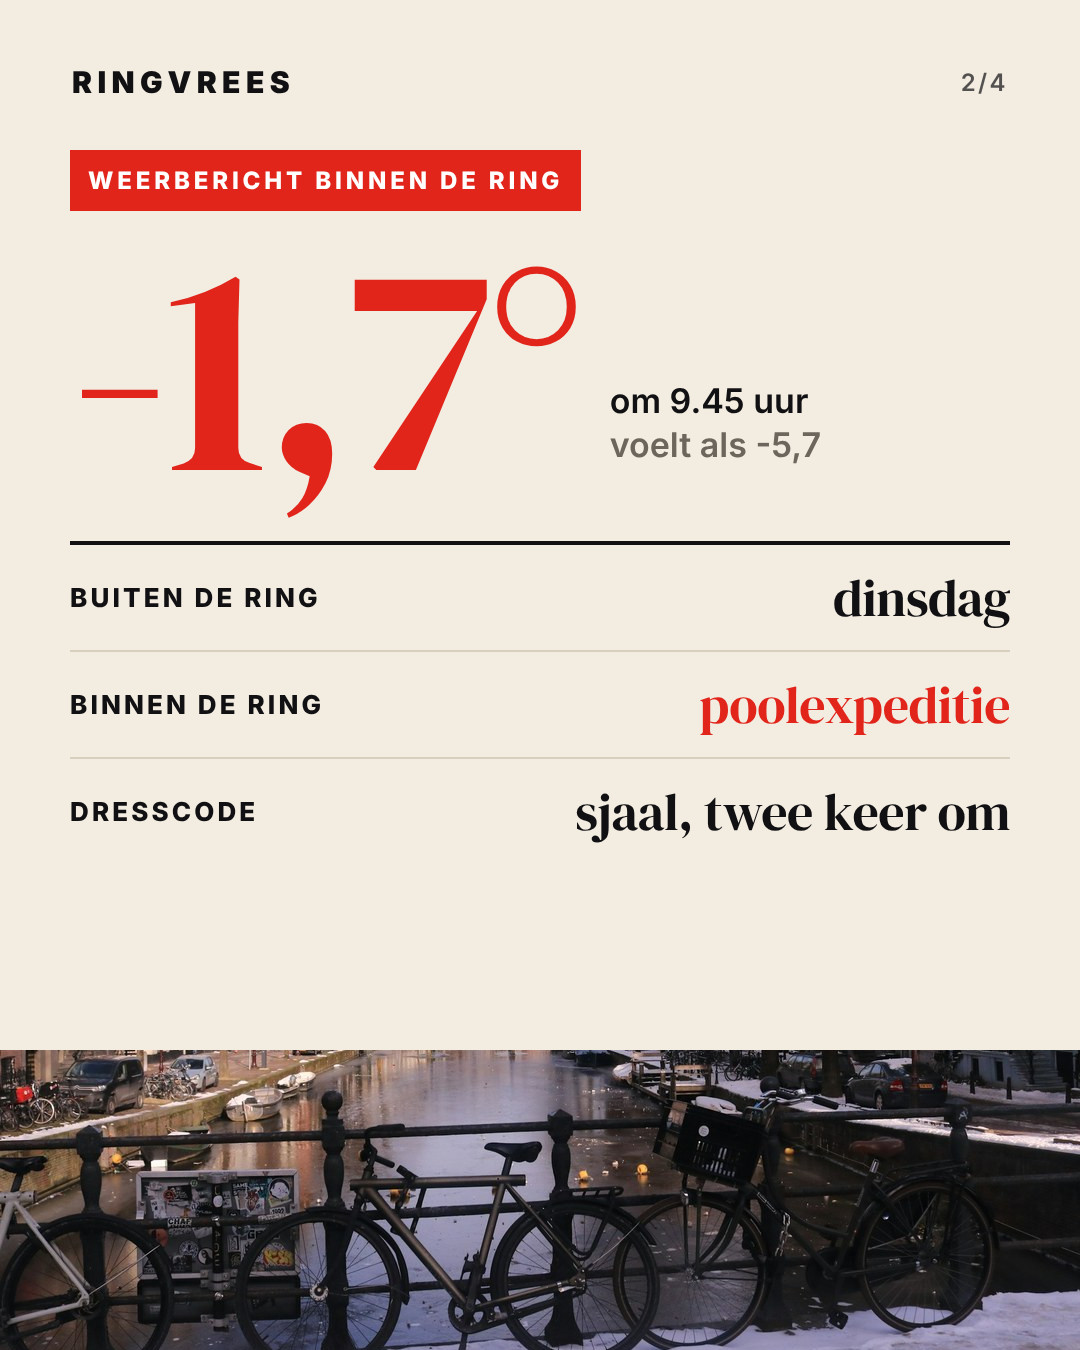 RINGVREES
2/4
WEERBERICHT BINNEN DE RING
–1,7°
om 9.45 uur
voelt als -5,7
BUITEN DE RING
dinsdag
BINNEN DE RING
poolexpeditie
DRESSCODE
sjaal, twee keer om